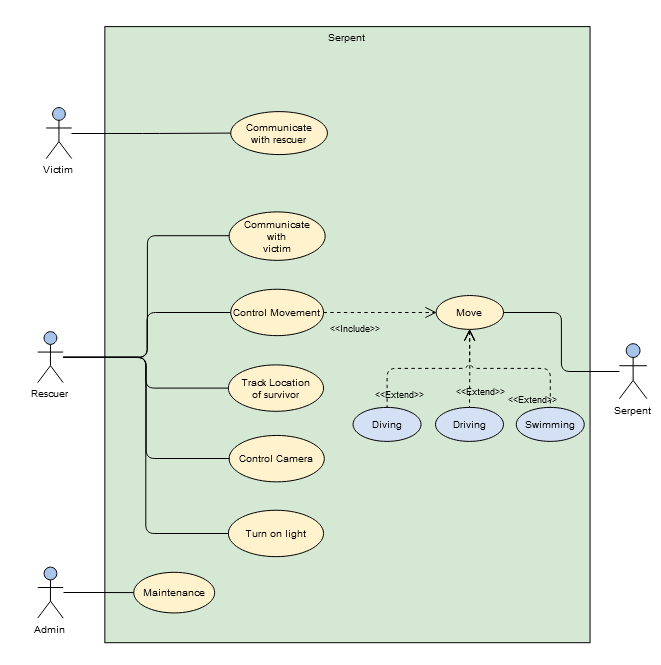 Serpent
Communicate
with rescuer
Victim
Communicate
with
victim
Control Movement
<<Include>>
Move
Rescuer
Track Location
of survivor
<<Extend>>
<<Extend>>
<<Extend>>
Serpent
Diving
Driving
Swimming
Control Camera
Turn on light
Maintenance
Admin